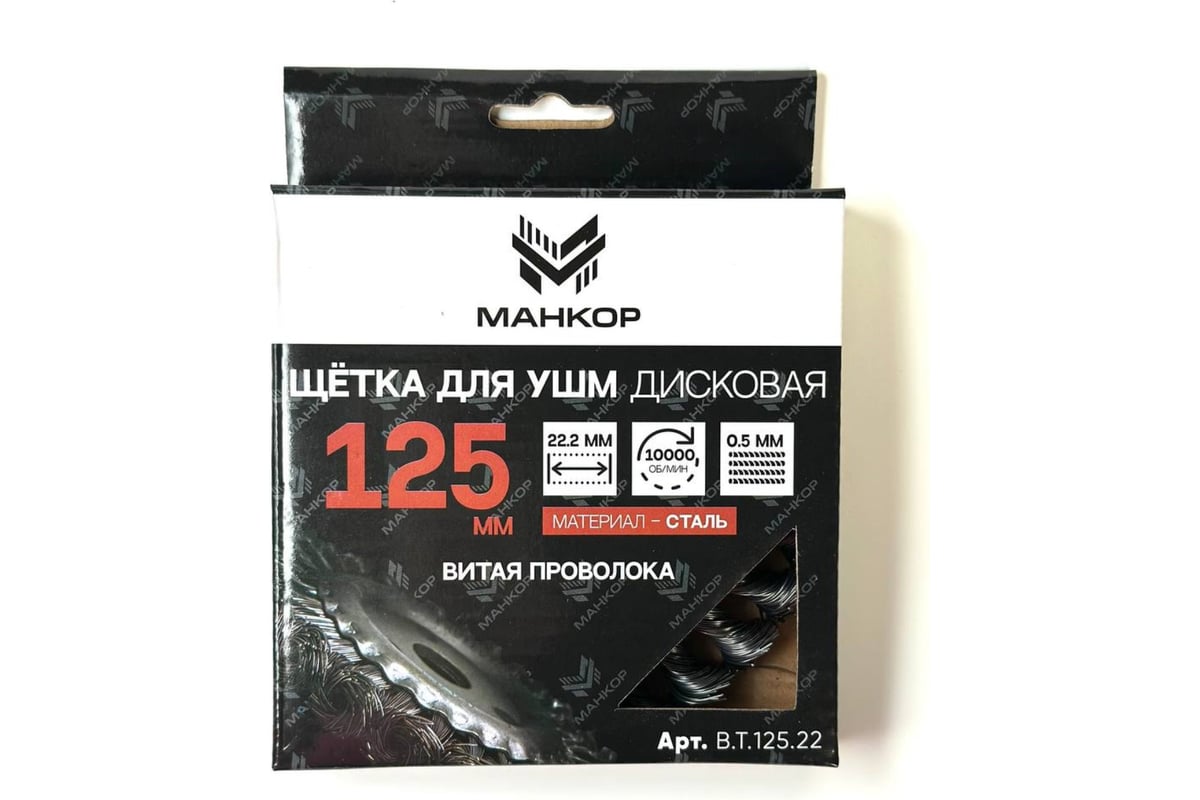 МАНКОР
ЩЁТКА ДЛЯ УШМ ДИСКОВАЯ
125
ММ
22.2 ММ
10000
ОБ/МИН
0.5 ММ
МАТЕРИАЛ – СТАЛЬ
ВИТАЯ ПРОВОЛОКА
Арт. В.Т.125.22